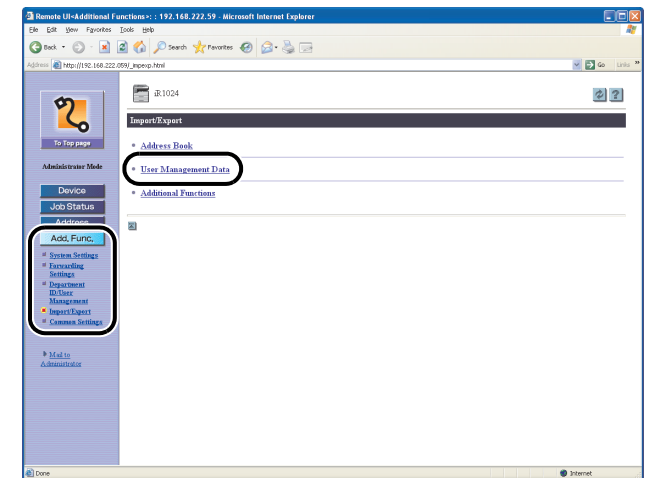 Remote UI<Additional Functions>: : 192.168.222.59 - Microsoft Internet Explorer
File Edit View Favorites Tools Help
Back Search Favorites
Address http://192.168.222.059/_impexp.html Go Links »
iR1024
Import/Export
Address Book
User Management Data
Additional Functions
To Top page
Administrator Mode
Device
Job Status
Address
Add. Func.
System Settings
Forwarding
Settings
Department
ID/User
Management
Import/Export
Common Settings
Mail to
Administrator
Done Internet